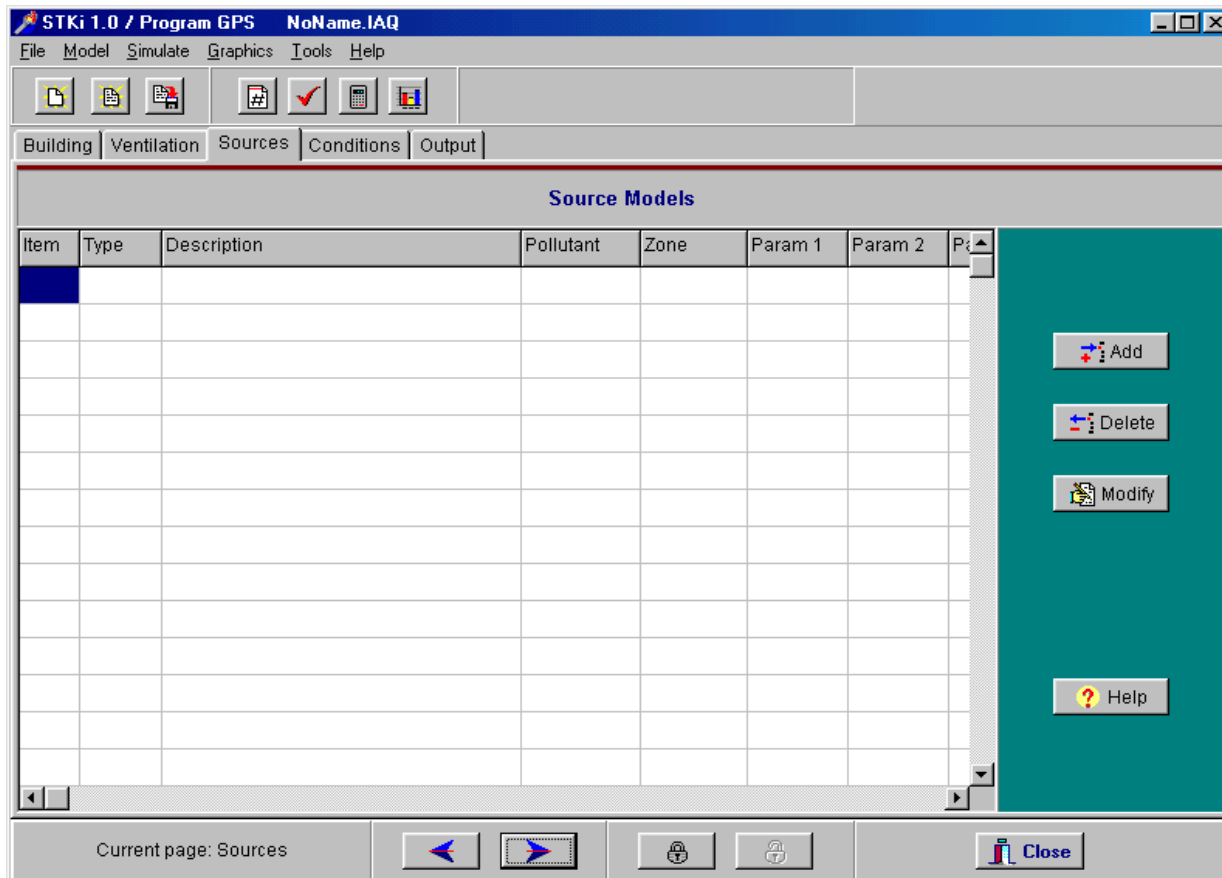 STKi 1.0 / Program GPS NoName.IAQ
File Model Simulate Graphics Tools Help
Building Ventilation Sources Conditions Output
Source Models
Item Type Description Pollutant Zone Param 1 Param 2 Pa
Add
Delete
Modify
Help
Current page: Sources Close